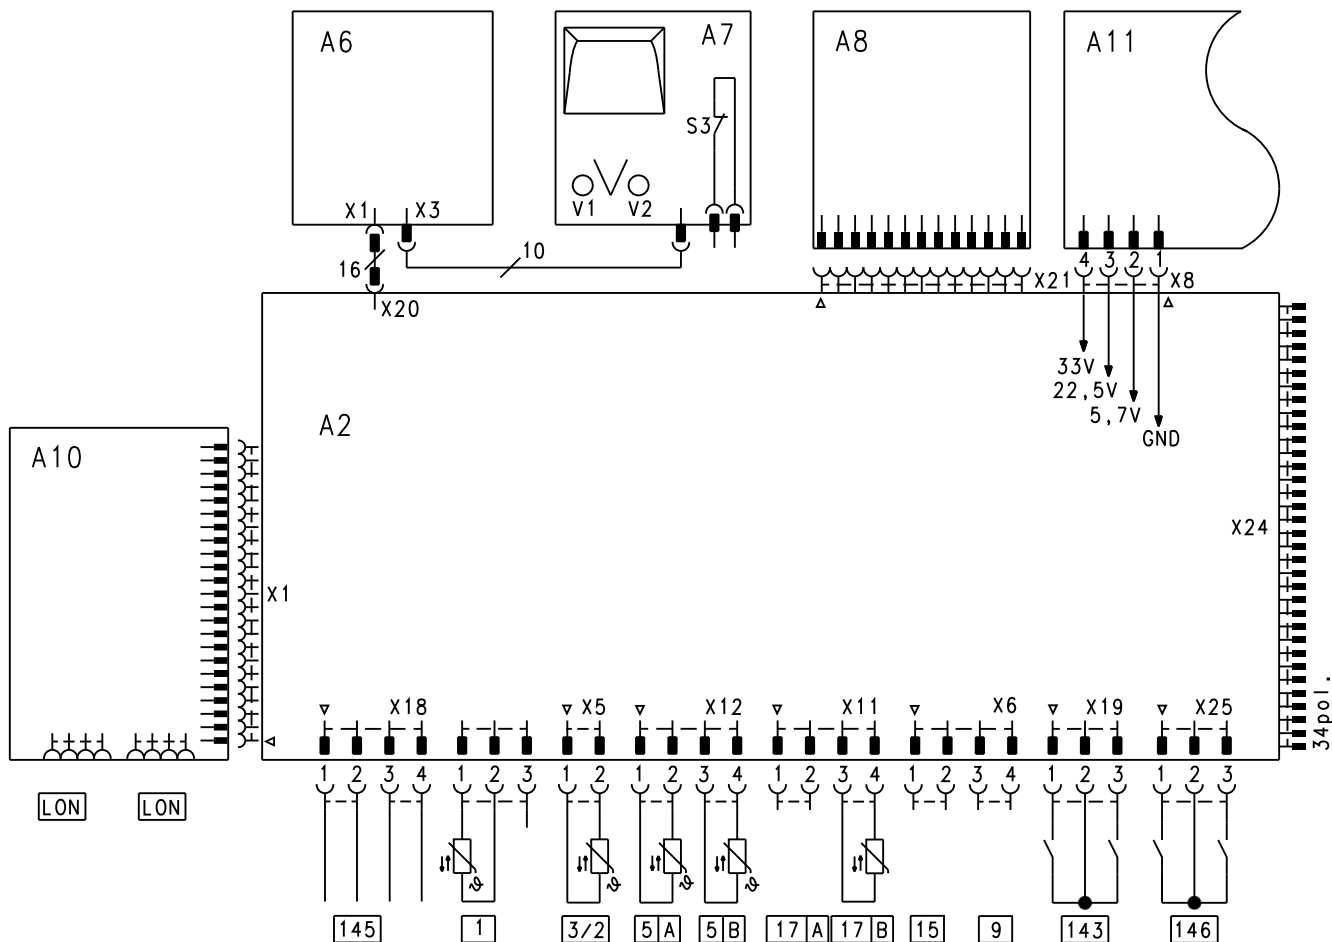 A6
A7
A8
A11
S3
V1 V2
X1 X3
16
10
X20
X21
4 3 2 1
X8
33V
22,5V
5,7V
GND
A2
A10
X24
X1
34pol.
X18 X5 X12 X11 X6 X19 X25
1 2 3 4 1 2 3 1 2 1 2 3 4 1 2 3 4 1 2 3 4 1 2 3 1 2 3
LON LON
ϑ ϑ ϑ ϑ ϑ
145 1 3/2 5 A 5 B 17 A 17 B 15 9 143 146